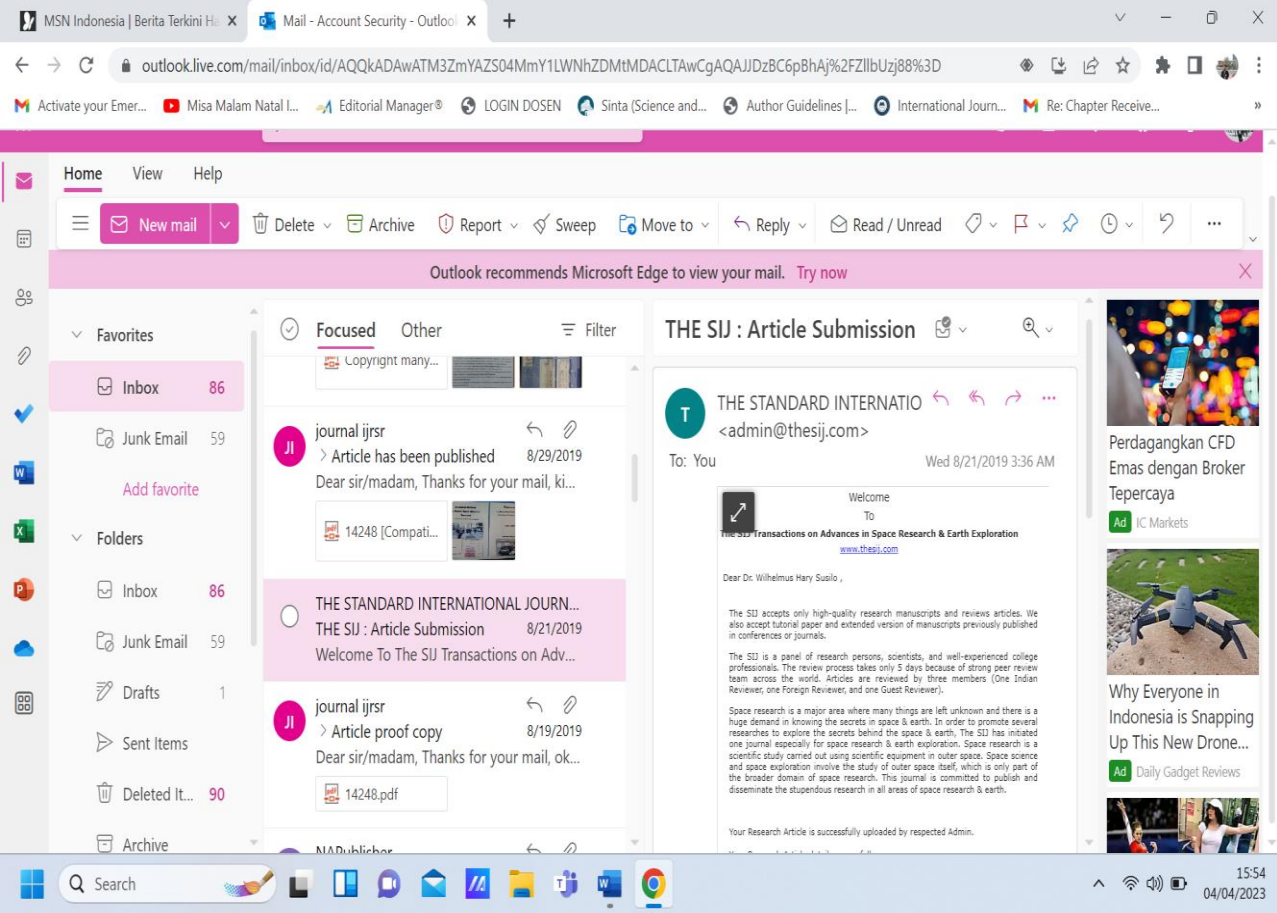 MSN Indonesia | Berita Terkini Ha
Mail - Account Security - Outloo
outlook.live.com/mail/inbox/id/AQQkADAwATM3ZmYAZS04MmY1LWNhZDMtMDACLTAwCgAQAJJDzBC6pBhAj%2FZllbUzj88%3D
Activate your Emer...
Misa Malam Natal I...
Editorial Manager®
LOGIN DOSEN
Sinta (Science and...
Author Guidelines |...
International Journ...
Re: Chapter Receive...
»
Home View Help
New mail
Delete
Archive
Report
Sweep
Move to
Reply
Read / Unread
Outlook recommends Microsoft Edge to view your mail. Try now
Favorites
Inbox 86
Junk Email 59
Add favorite
Folders
Inbox 86
Junk Email 59
Drafts 1
Sent Items
Deleted It... 90
Archive
Focused Other Filter
Copyright many...
JI
journal ijrsr
Article has been published 8/29/2019
Dear sir/madam, Thanks for your mail, ki...
14248 [Compati...
THE STANDARD INTERNATIONAL JOURN...
THE SIJ : Article Submission 8/21/2019
Welcome To The SIJ Transactions on Adv...
JI
journal ijrsr
Article proof copy 8/19/2019
Dear sir/madam, Thanks for your mail, ok...
14248.pdf
NAPublisher
THE SIJ : Article Submission
T
THE STANDARD INTERNATIO
<admin@thesij.com>
To: You Wed 8/21/2019 3:36 AM
Welcome
To
The SIJ Transactions on Advances in Space Research & Earth Exploration
www.thesij.com
Dear Dr. Wilhelmus Hary Susilo ,
The SIJ accepts only high-quality research manuscripts and reviews articles. We
also accept tutorial paper and extended version of manuscripts previously published
in conferences or journals.
The SIJ is a panel of research persons, scientists, and well-experienced college
professionals. The review process takes only 5 days because of strong peer review
team across the world. Articles are reviewed by three members (One Indian
Reviewer, one Foreign Reviewer, and one Guest Reviewer).
Space research is a major area where many things are left unknown and there is a
huge demand in knowing the secrets in space & earth. In order to promote several
researches to explore the secrets behind the space & earth, The SIJ has initiated
one journal especially for space research & earth exploration. Space research is a
scientific study carried out using scientific equipment in outer space. Space science
and space exploration involve the study of outer space itself, which is only part of
the broader domain of space research. This journal is committed to publish and
disseminate the stupendous research in all areas of space research & earth.
Your Research Article is successfully uploaded by respected Admin.
Perdagangkan CFD
Emas dengan Broker
Tepercaya
Ad IC Markets
Why Everyone in
Indonesia is Snapping
Up This New Drone...
Ad Daily Gadget Reviews
Search
15:54
04/04/2023